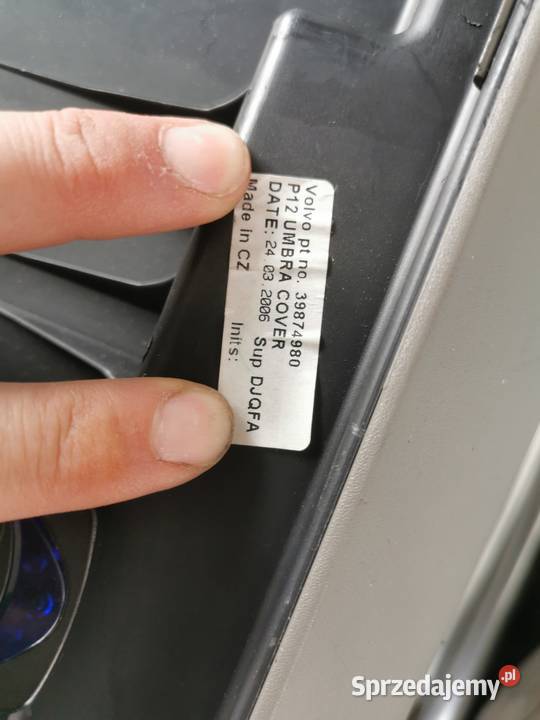 Volvo pt no. 39874980
P12 UMBRA COVER
DATE: 24 03.2006 Sup DJQFA
Made in CZ Inits:
Sprzedajemy.pl